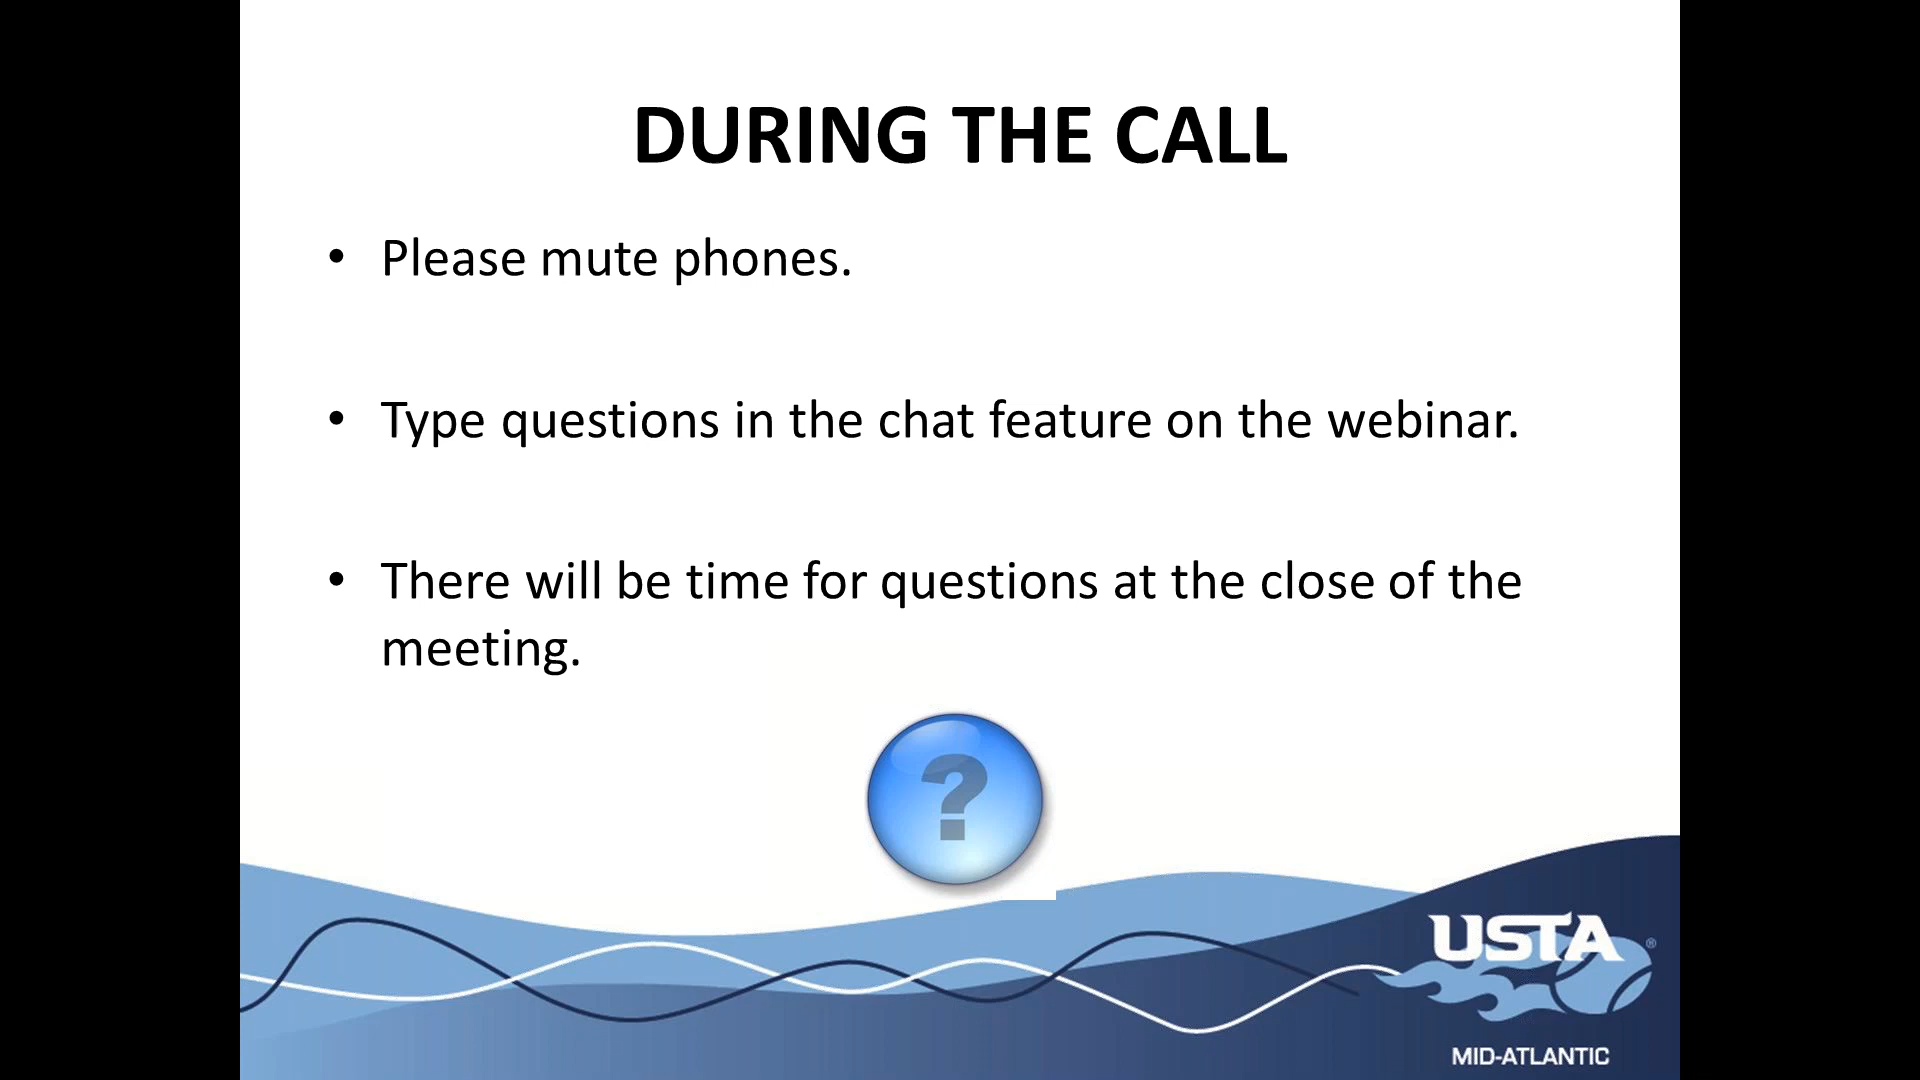 DURING THE CALL
• Please mute phones.
• Type questions in the chat feature on the webinar.
• There will be time for questions at the close of the
meeting.
?
USTA®
MID-ATLANTIC